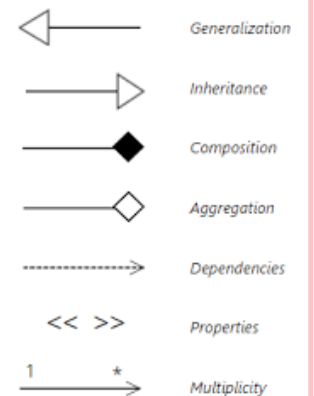 Generalization
Inheritance
Composition
Aggregation
Dependencies
<< >> Properties
1 *
Multiplicity